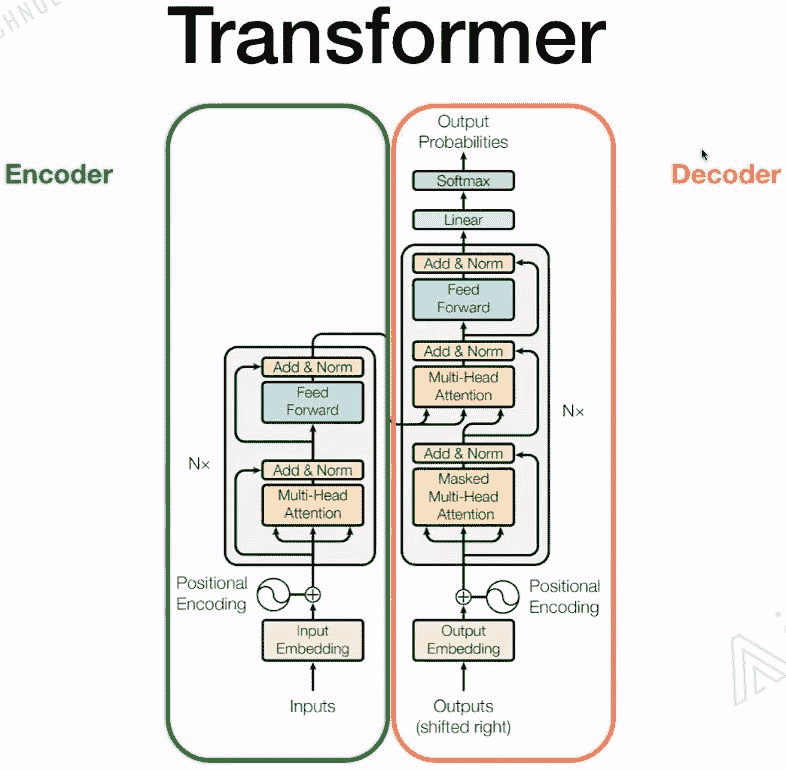 Transformer
Encoder
Decoder
Output
Probabilities
Softmax
Linear
Add & Norm
Feed
Forward
Add & Norm
Multi-Head
Attention
Nx
Add & Norm
Masked
Multi-Head
Attention
Positional
Encoding
Output
Embedding
Outputs
(shifted right)
Add & Norm
Feed
Forward
Nx
Add & Norm
Multi-Head
Attention
Positional
Encoding
Input
Embedding
Inputs